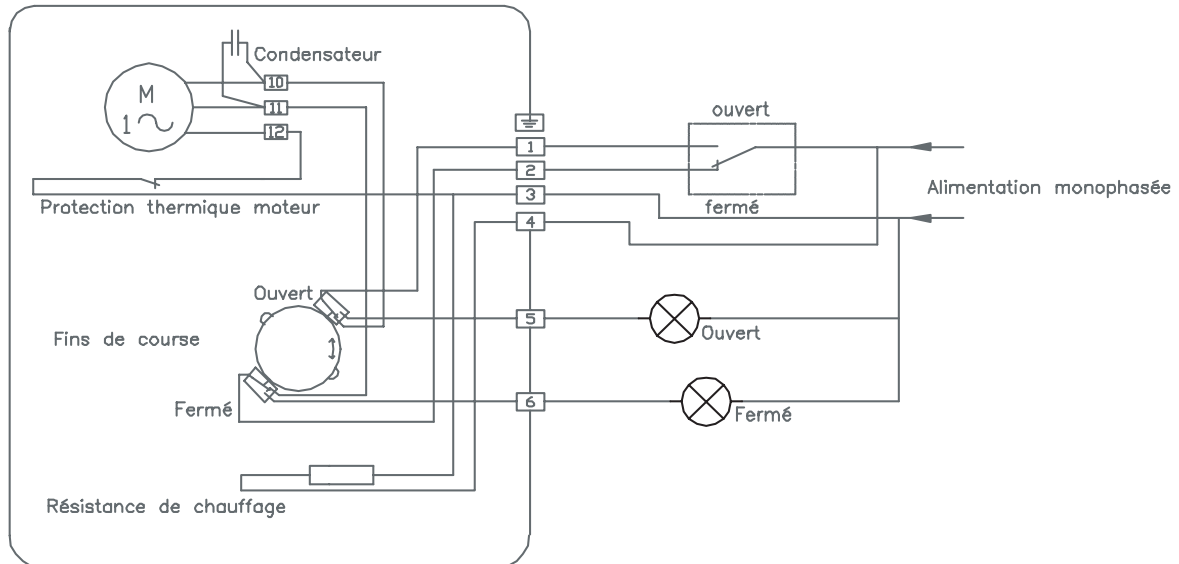 Condensateur
M
1
10
11
12
Protection thermique moteur
1
2
3
4
ouvert
fermé
Alimentation monophasée
Ouvert
Fins de course
Fermé
5
Ouvert
6
Fermé
Résistance de chauffage